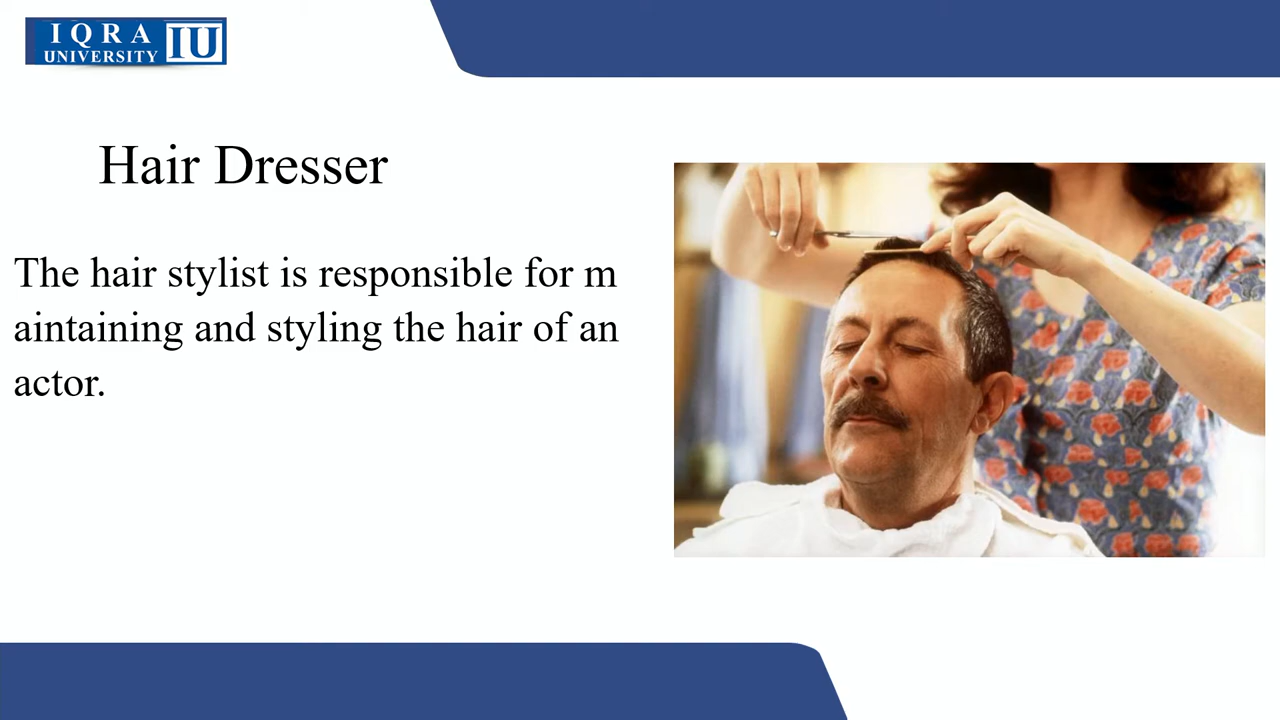 IQRA
UNIVERSITY
IU
Hair Dresser
The hair stylist is responsible for m
aintaining and styling the hair of an
actor.